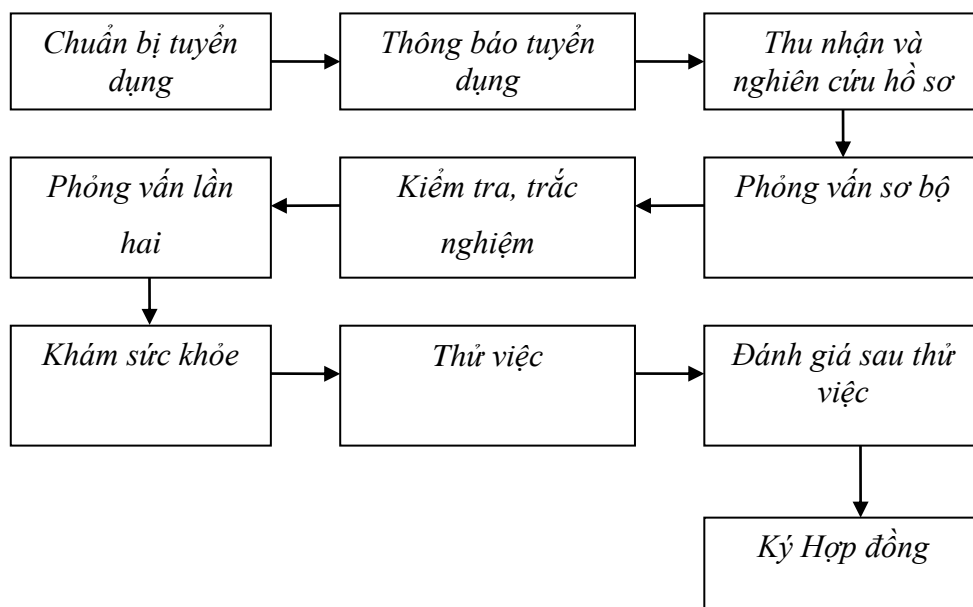 Chuẩn bị tuyển
dụng
Thông báo tuyển
dụng
Thu nhận và
nghiên cứu hồ sơ
Phỏng vấn sơ bộ
Kiểm tra, trắc
nghiệm
Phỏng vấn lần
hai
Khám sức khỏe
Thử việc
Đánh giá sau thử
việc
Ký Hợp đồng